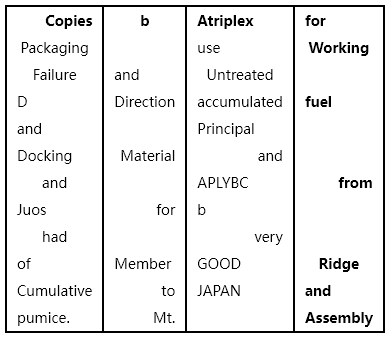 Copies b Atriplex for
Packaging use Working
Failure and Untreated
D Direction accumulated fuel
and Principal
Docking Material and
and APLYBC from
Juos for b
had very
of Member GOOD Ridge
Cumulative to JAPAN and
pumice. Mt. Assembly